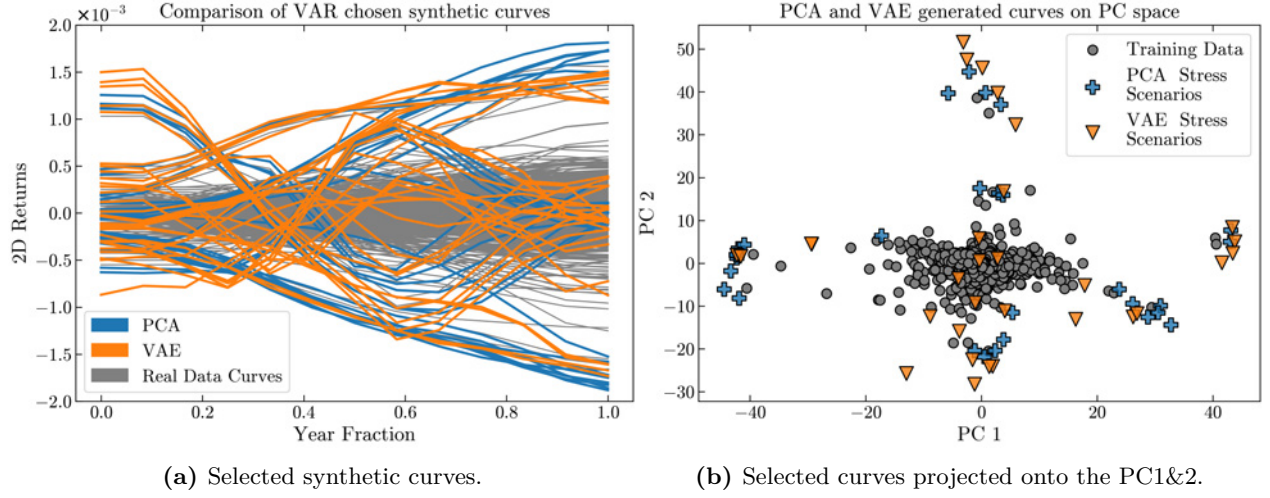 Comparison of VAR chosen synthetic curves
×10⁻³
2.0
1.5
1.0
0.5
0.0
−0.5
−1.0
−1.5
−2.0
2D Returns
PCA
VAE
Real Data Curves
0.0 0.2 0.4 0.6 0.8 1.0
Year Fraction
(a) Selected synthetic curves.
PCA and VAE generated curves on PC space
50
40
30
20
10
0
−10
−20
−30
PC 2
Training Data
PCA Stress
Scenarios
VAE Stress
Scenarios
−40 −20 0 20 40
PC 1
(b) Selected curves projected onto the PC1&2.